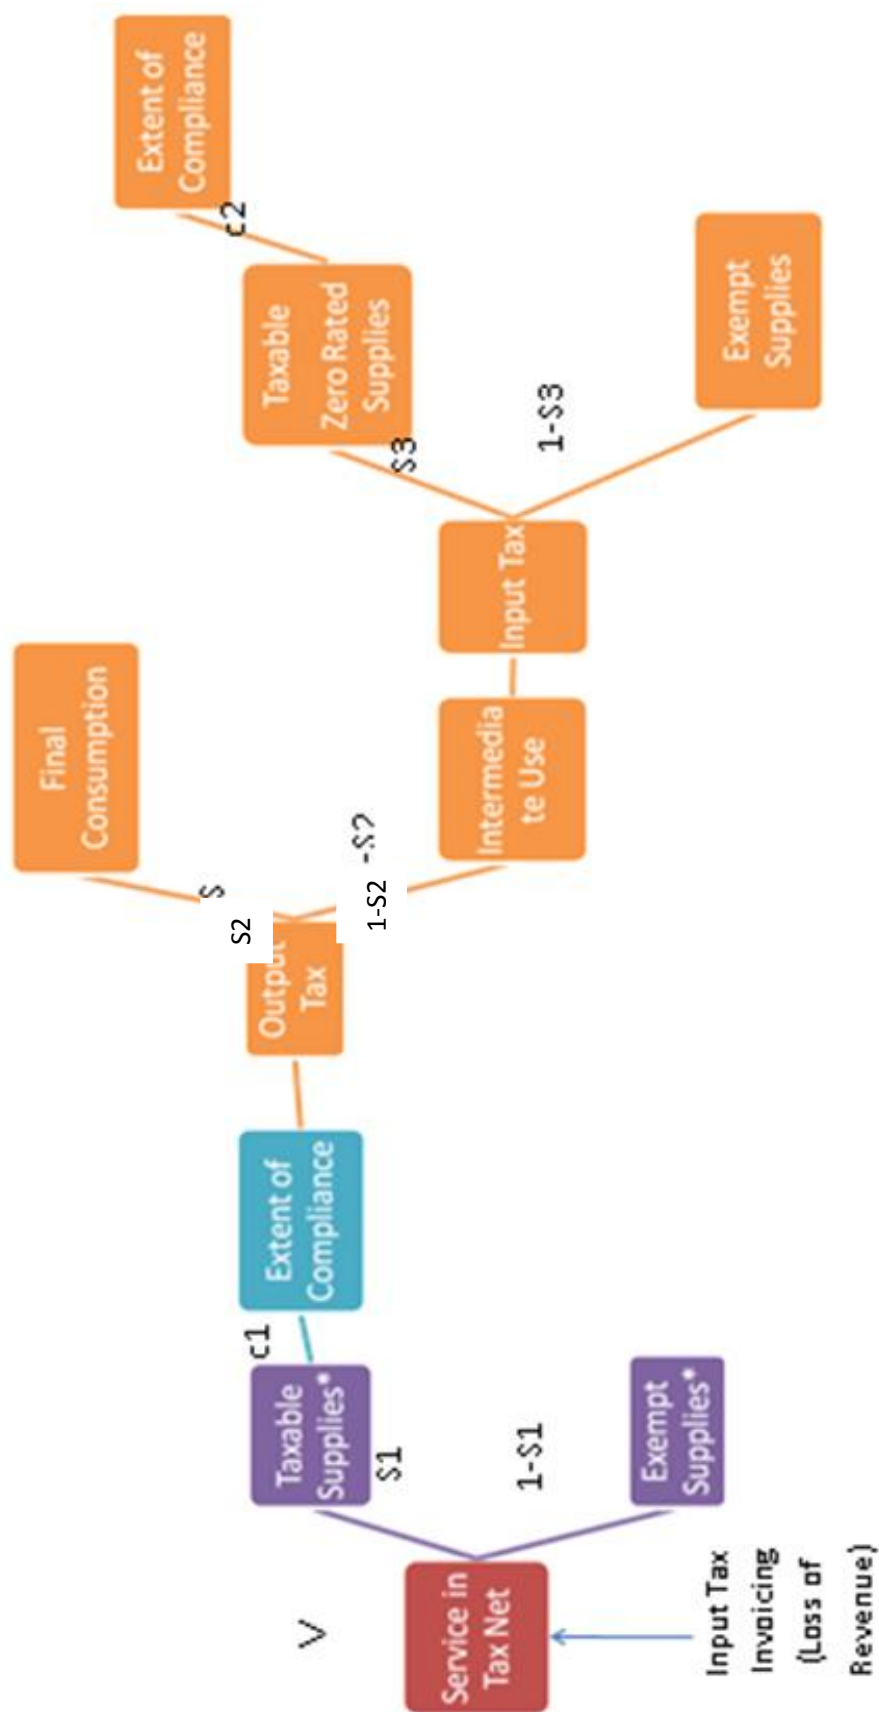 V
Service in
Tax Net
Input Tax
Invoicing
(Loss of
Revenue)
Taxable
Supplies*
S1
1-S1
Exempt
Supplies*
c1
Extent of
Compliance
Output
Tax
S
S2
-S2
1-S2
Final
Consumption
Intermedia
te Use
Input Tax
S3
1-S3
Taxable
Zero Rated
Supplies
Exempt
Supplies
c2
Extent of
Compliance